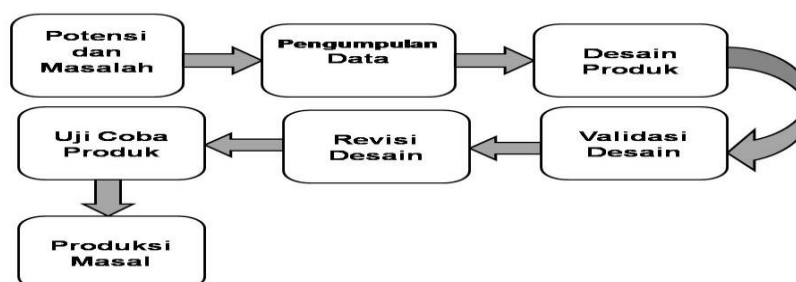 Potensi
dan
Masalah
Pengumpulan
Data
Desain
Produk
Validasi
Desain
Revisi
Desain
Uji Coba
Produk
Produksi
Masal